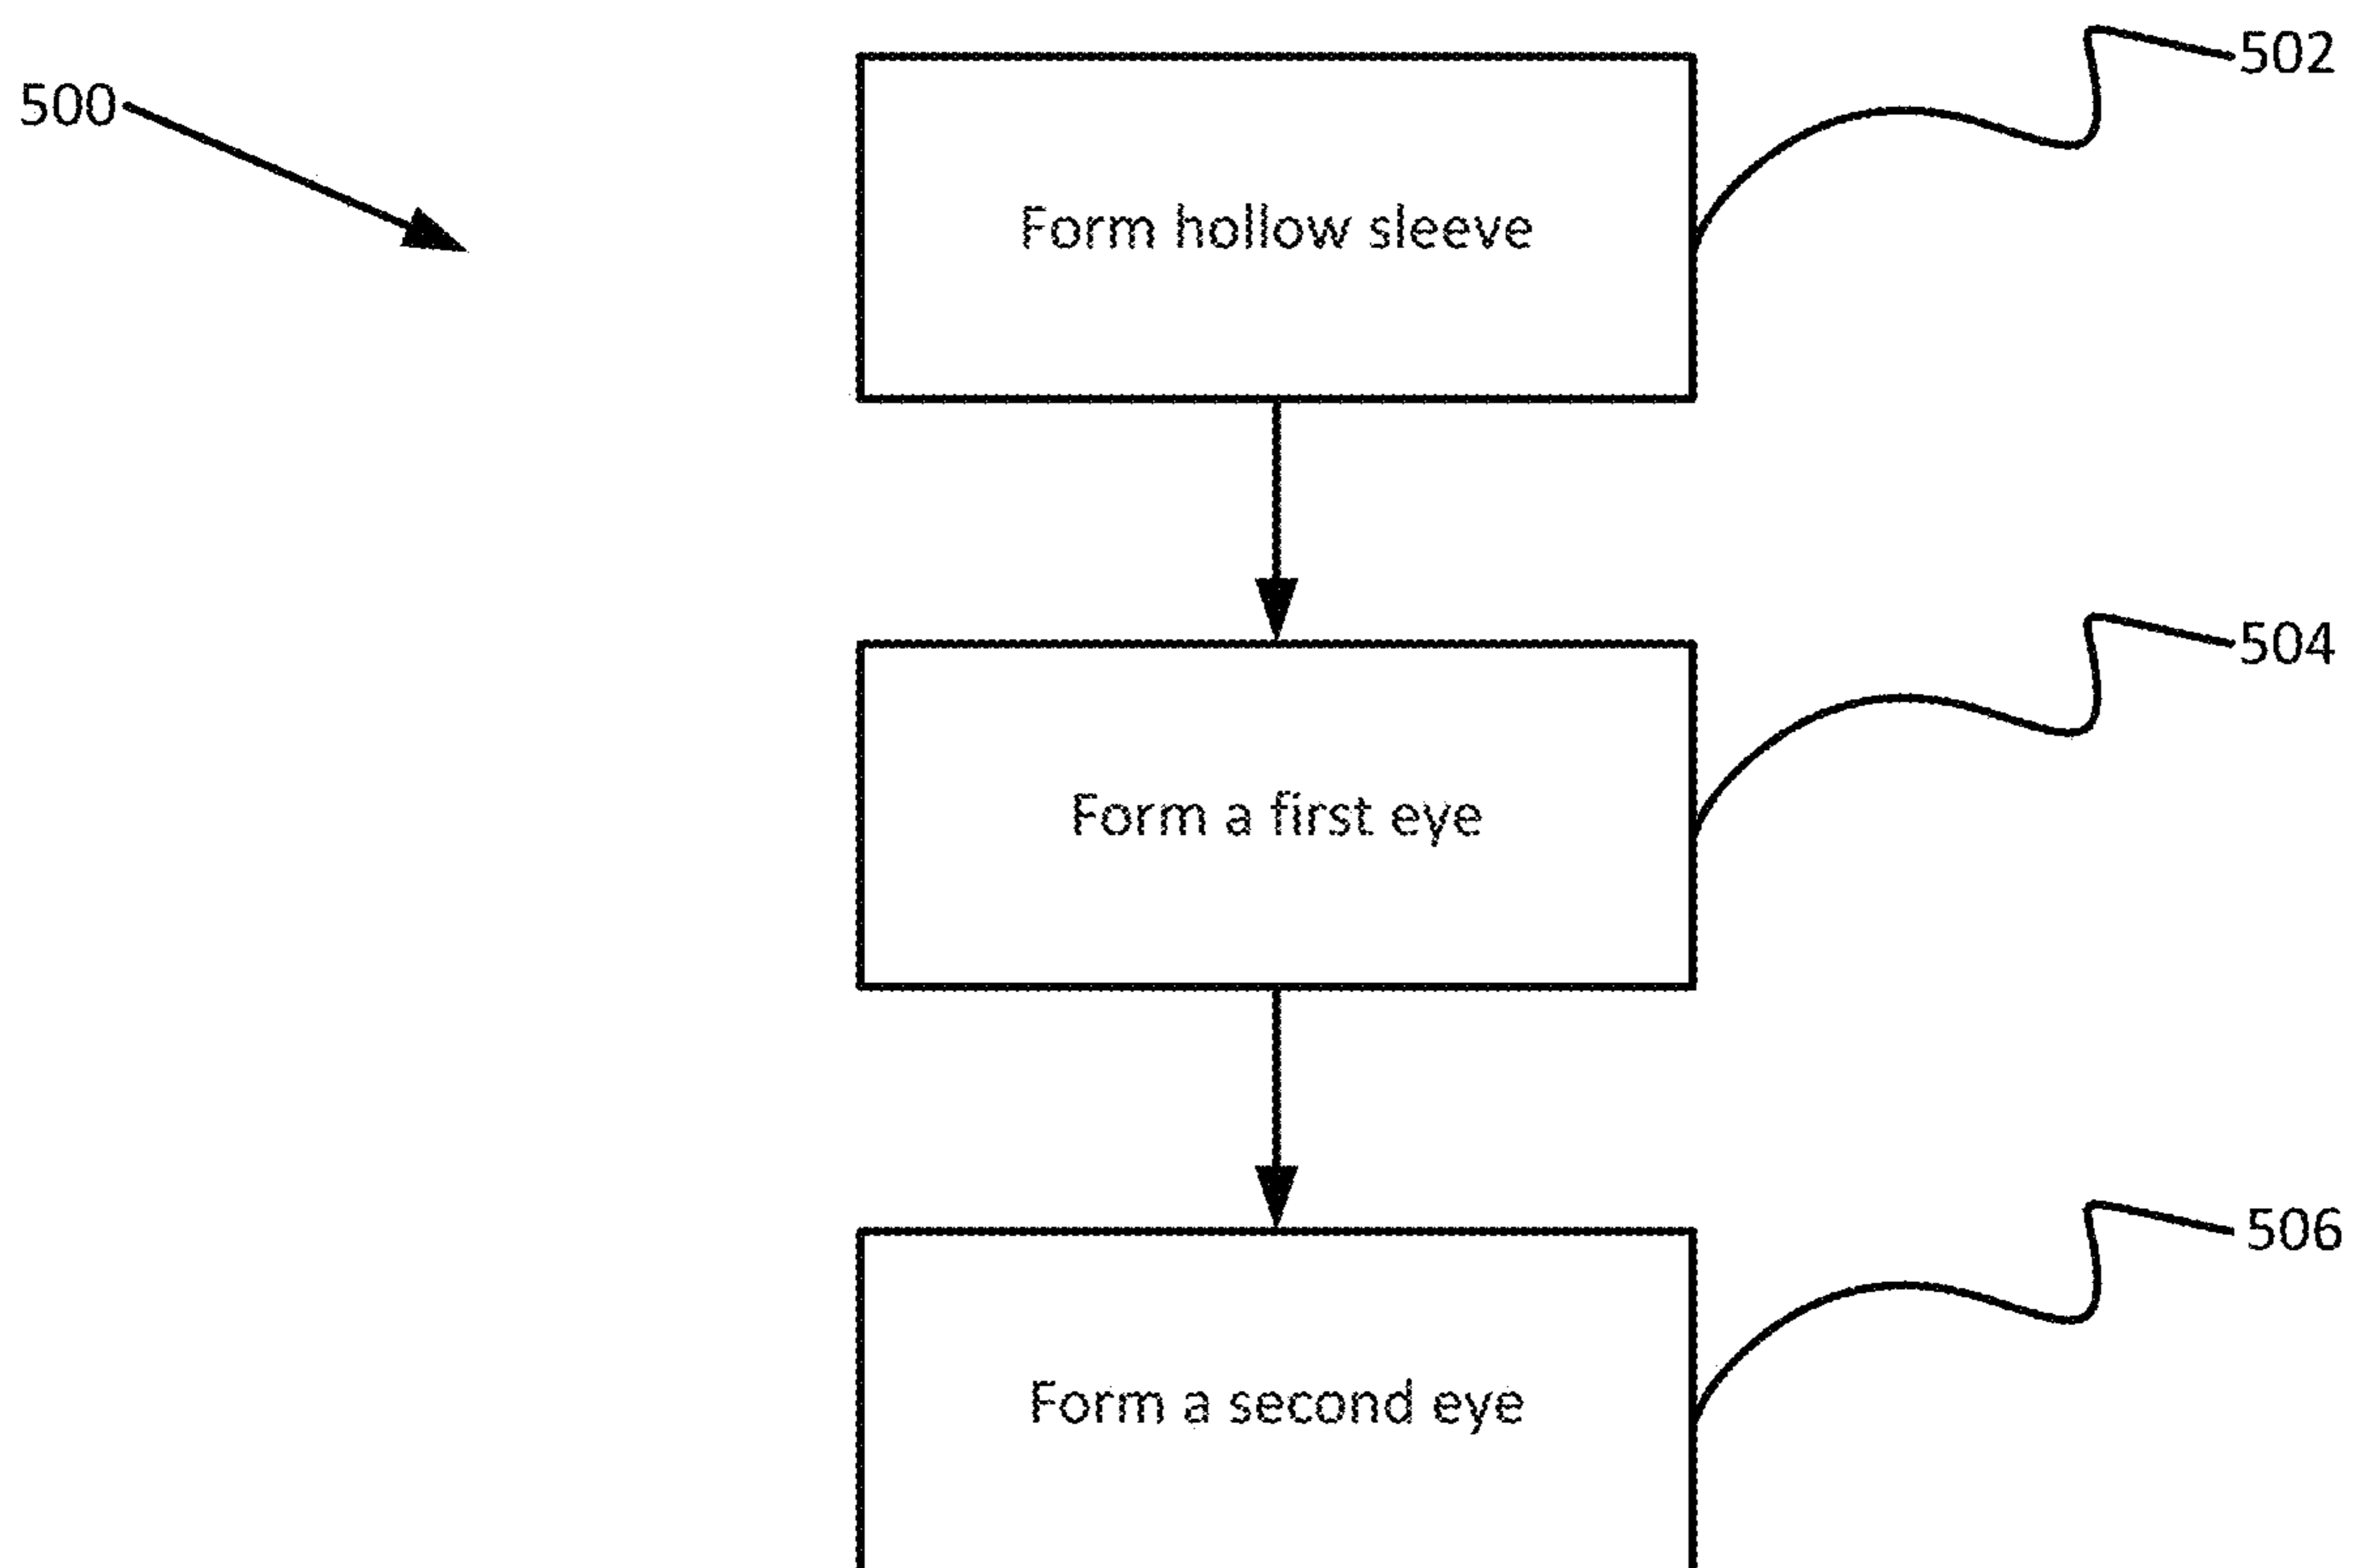 502
500
Form hollow sleeve
504
Form a first eye
506
Form a second eye